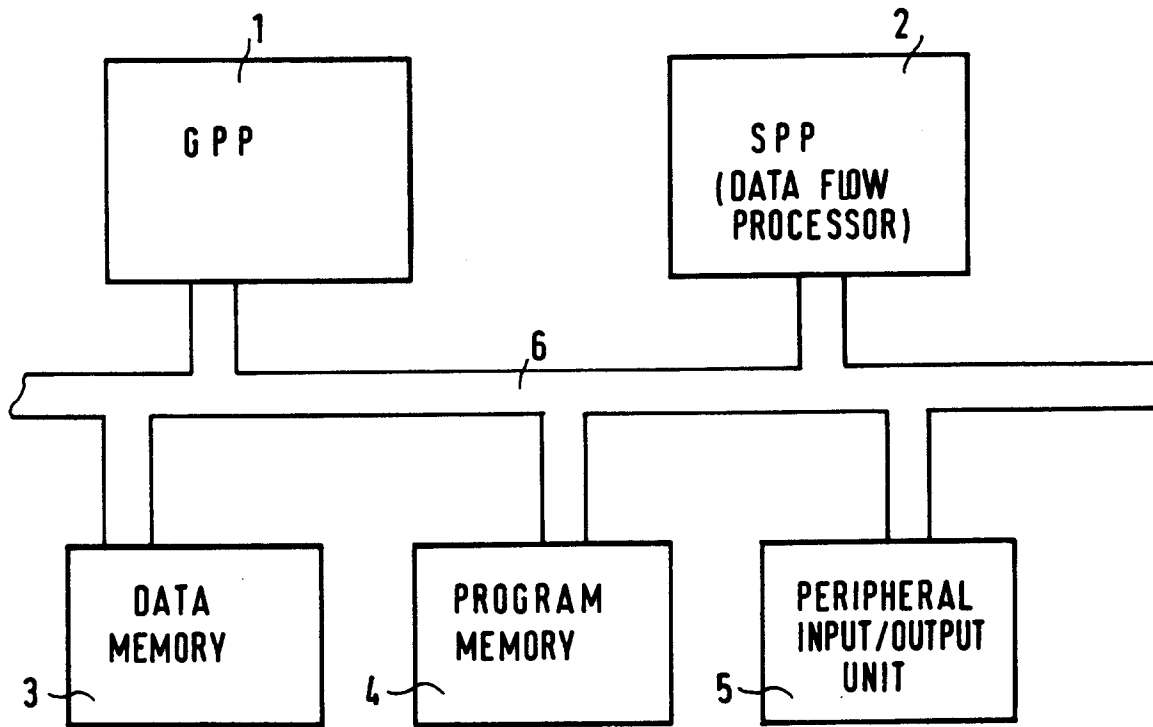 1
2
GPP
SPP
(DATA FLOW
PROCESSOR)
6
DATA
MEMORY
PROGRAM
MEMORY
PERIPHERAL
INPUT/OUTPUT
UNIT
3
4
5